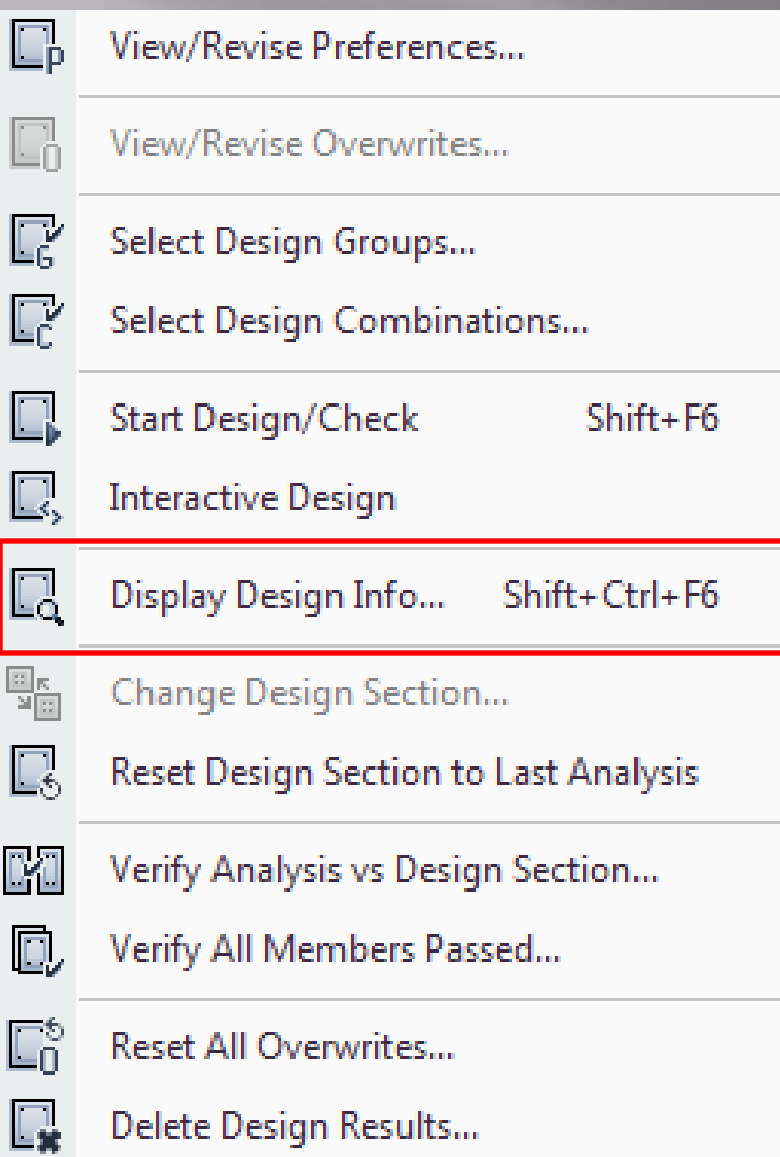 View/Revise Preferences...
View/Revise Overwrites...
Select Design Groups...
Select Design Combinations...
Start Design/Check Shift+F6
Interactive Design
Display Design Info... Shift+Ctrl+F6
Change Design Section...
Reset Design Section to Last Analysis
Verify Analysis vs Design Section...
Verify All Members Passed...
Reset All Overwrites...
Delete Design Results...